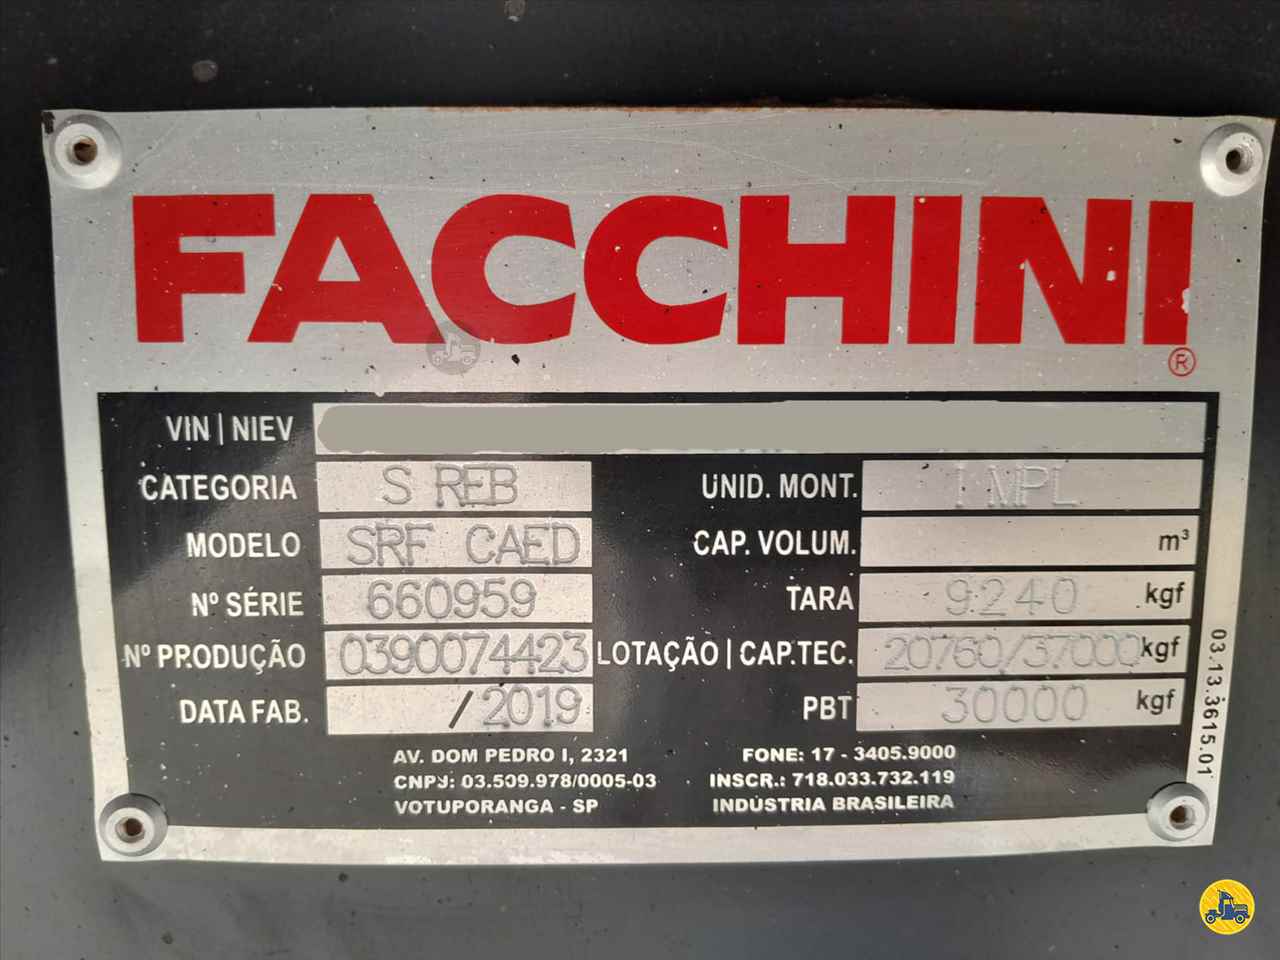 FACCHINI
®
VIN | NIEV
CATEGORIA S REB UNID. MONT. IMPL
MODELO SRF CAED CAP. VOLUM. m³
Nº SÉRIE 660959 TARA 9240 kgf
Nº PRODUÇÃO 0390074423 LOTAÇÃO | CAP.TEC. 20760/37000 kgf
DATA FAB. /2019 PBT 30000 kgf
AV. DOM PEDRO I, 2321 FONE: 17 - 3405.9000
CNPJ: 03.509.978/0005-03 INSCR.: 718.033.732.119
VOTUPORANGA - SP INDÚSTRIA BRASILEIRA
03.13.3615.01